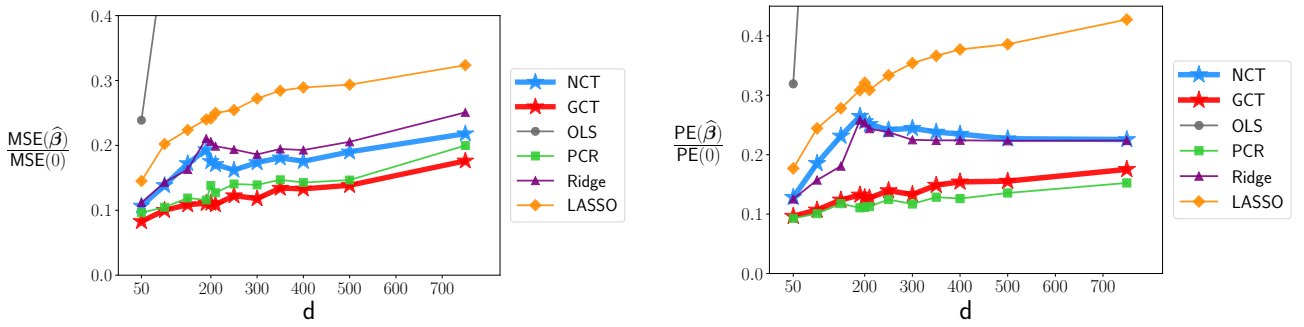 0.4
0.3
0.2
0.1
0.0
MSE(β̂)
MSE(0)
50 200 300 400 500 600 700
d
NCT
GCT
OLS
PCR
Ridge
LASSO
0.4
0.3
0.2
0.1
0.0
PE(β̂)
PE(0)
50 200 300 400 500 600 700
d
NCT
GCT
OLS
PCR
Ridge
LASSO